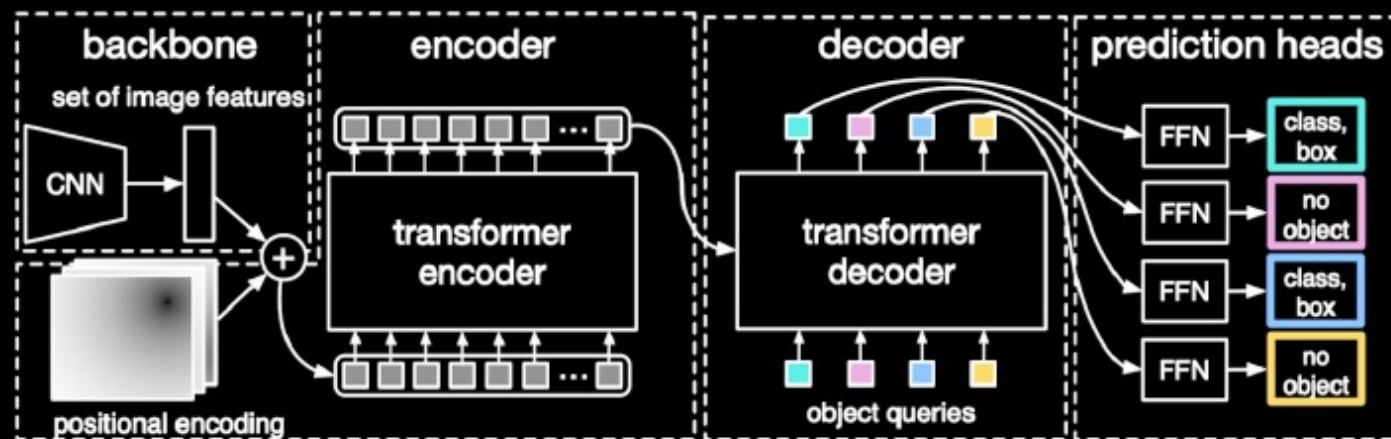 backbone
set of image features
CNN
+
positional encoding
encoder
transformer
encoder
decoder
transformer
decoder
object queries
prediction heads
FFN
class,
box
FFN
no
object
FFN
class,
box
FFN
no
object